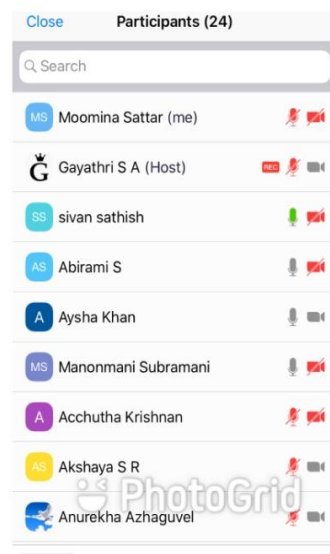 Close Participants (24)
Search
MS Moomina Sattar (me)
Ğ Gayathri S A (Host) REC
SS sivan sathish
AS Abirami S
A Aysha Khan
MS Manonmani Subramani
A Acchutha Krishnan
AS Akshaya S R
PhotoGrid
Anurekha Azhaguvel